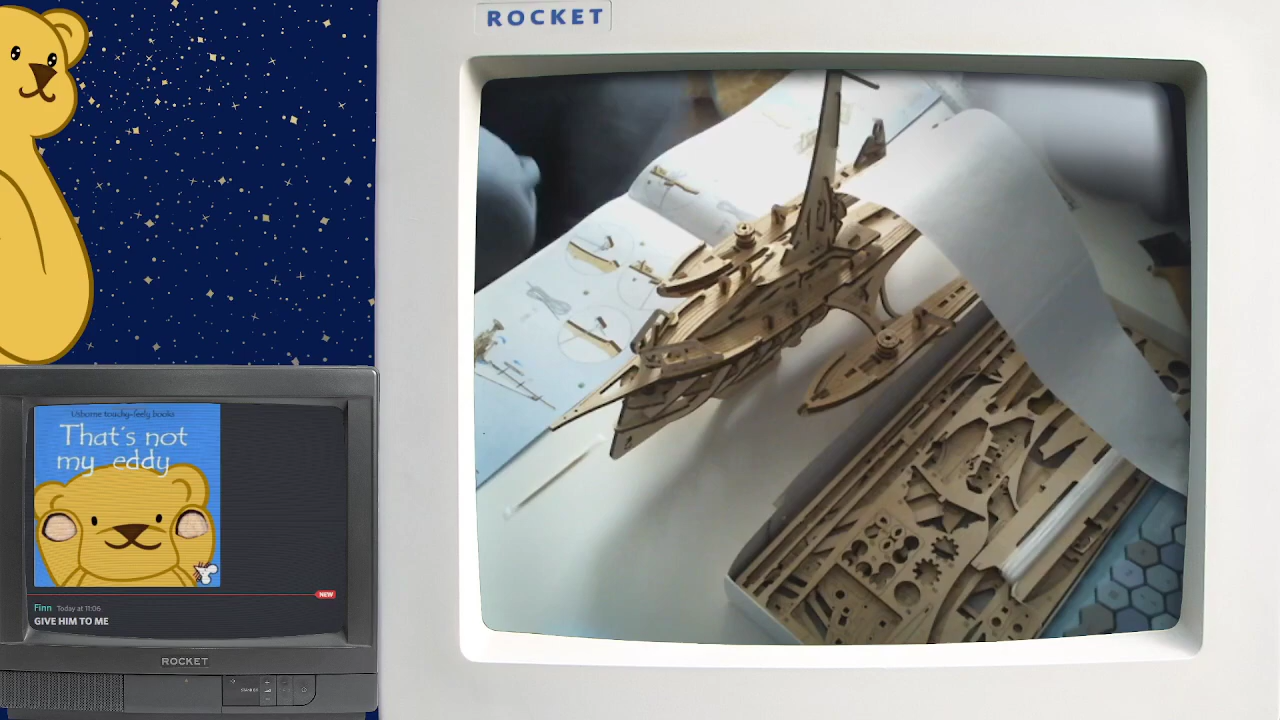 ROCKET
Usborne touchy-feely books
That's not
my eddy
NEW
Finn Today at 11:06
GIVE HIM TO ME
ROCKET